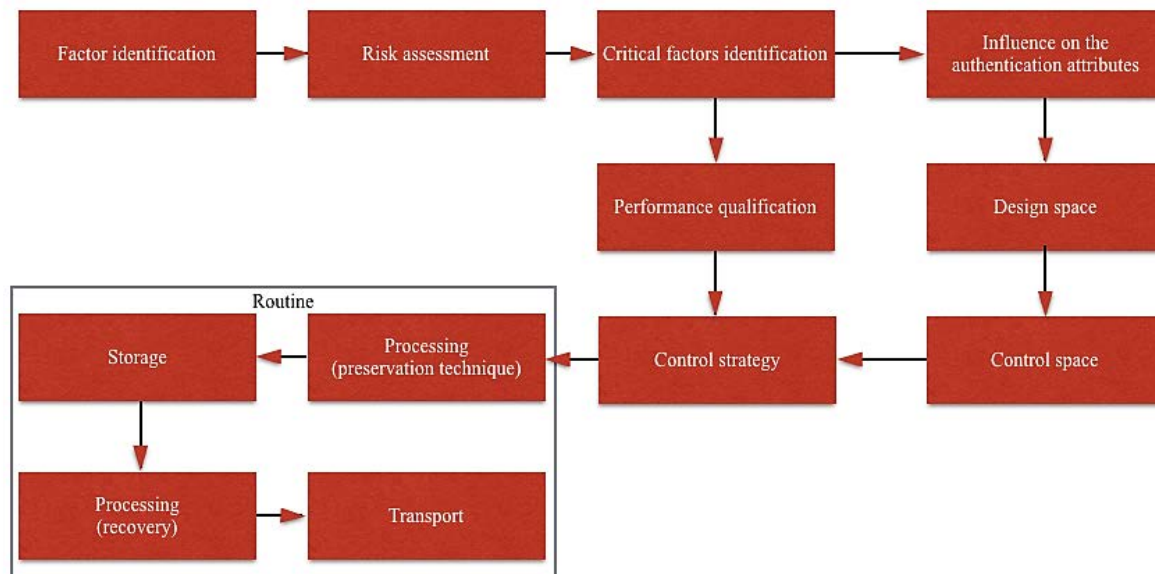 Factor identification
Risk assessment
Critical factors identification
Influence on the
authentication attributes
Performance qualification
Design space
Routine
Storage
Processing
(preservation technique)
Control strategy
Control space
Processing
(recovery)
Transport